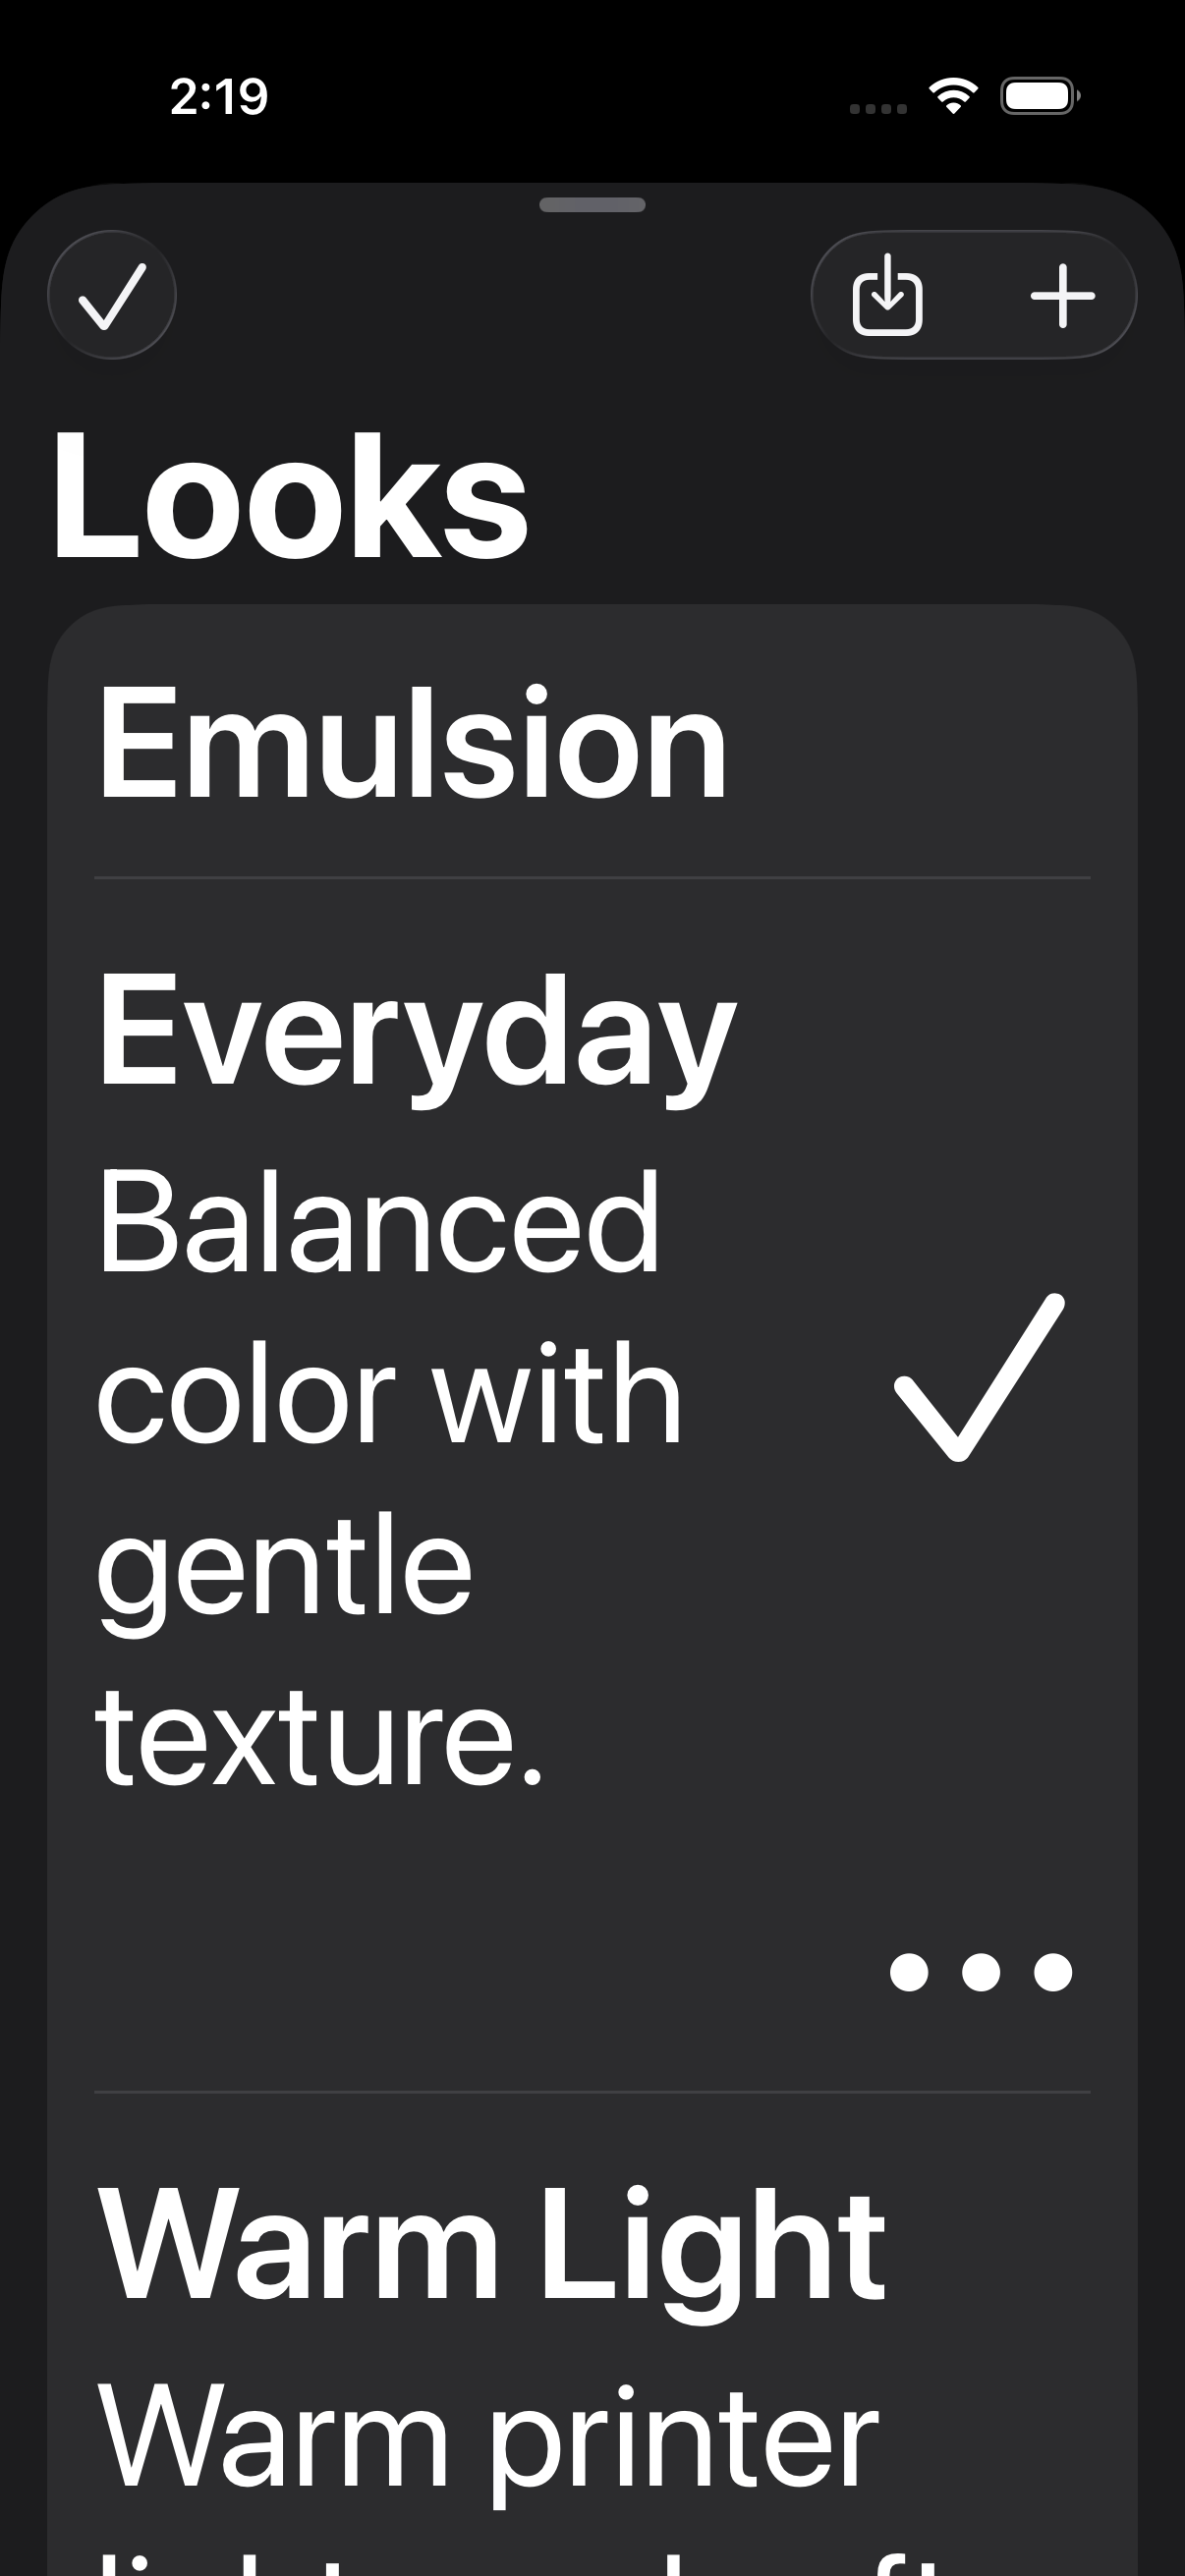 2:19
Looks
Emulsion
Everyday
Balanced
color with
gentle
texture.
Warm Light
Warm printer